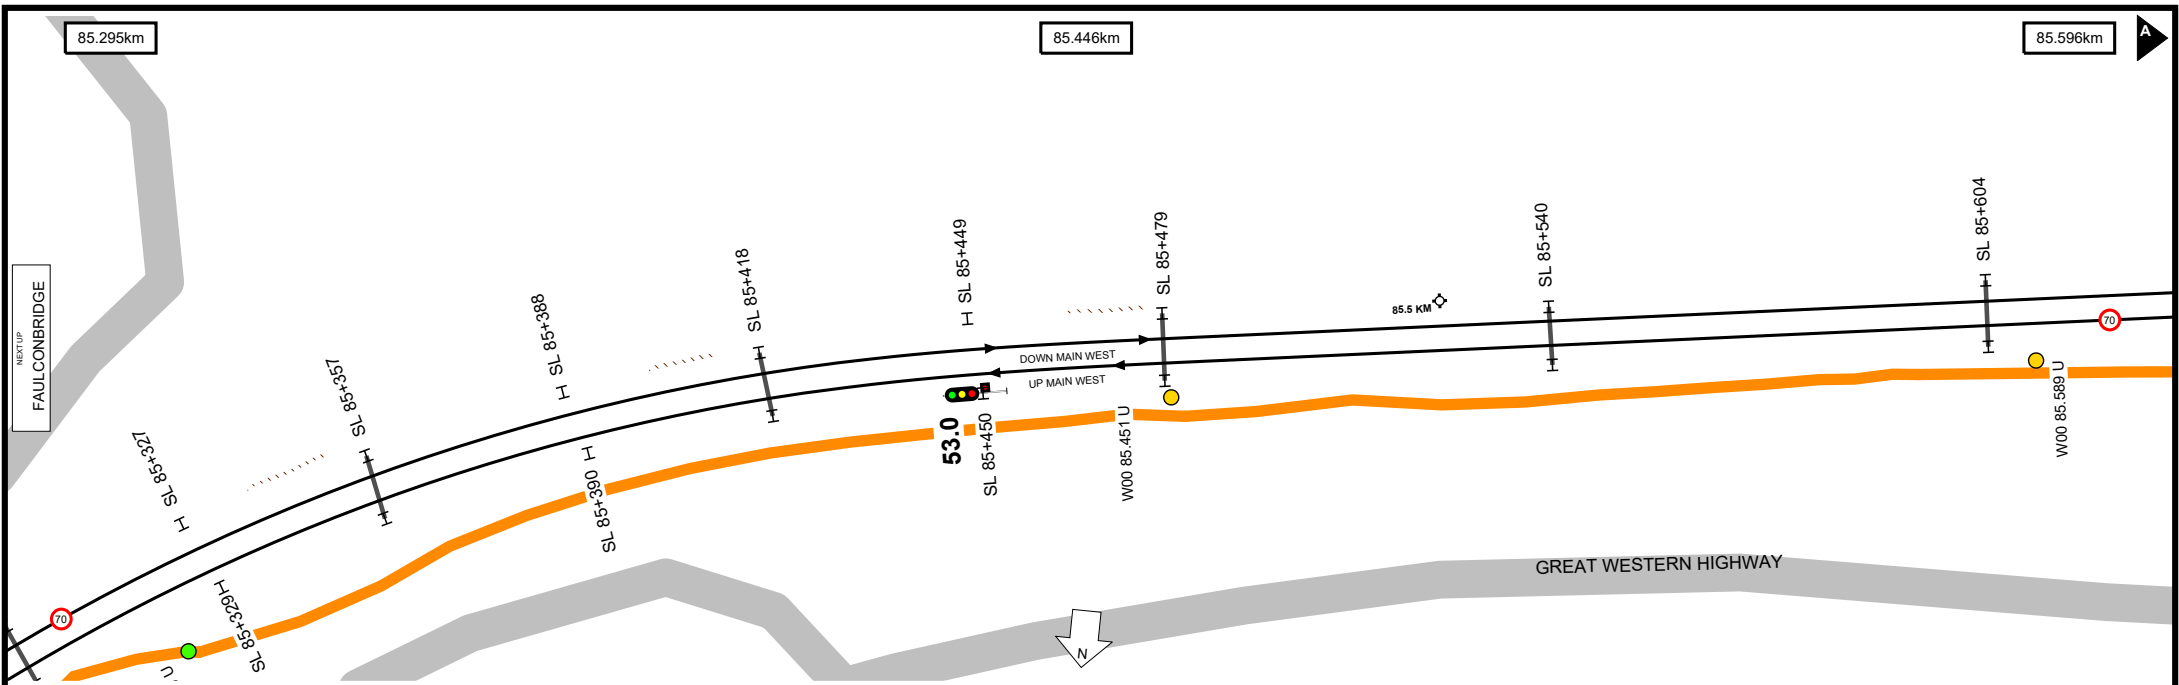 85.295km
85.446km
85.596km
A
NEXT UP
FAULCONBRIDGE
SL 85+327
SL 85+357
SL 85+388
SL 85+418
SL 85+449
SL 85+479
85.5 KM
SL 85+540
SL 85+604
DOWN MAIN WEST
UP MAIN WEST
70
70
53.0
SL 85+329
SL 85+390
SL 85+450
W00 85.451 U
W00 85.589 U
U
GREAT WESTERN HIGHWAY
N